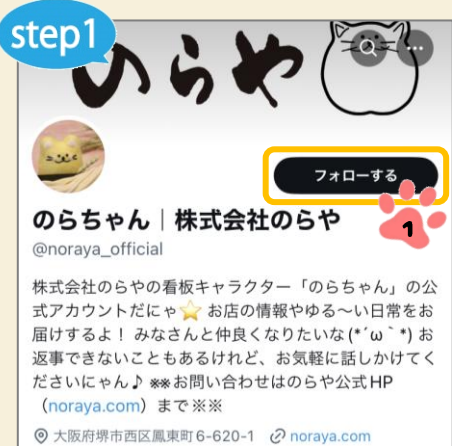 step1
のらや
フォローする
1
のらちゃん｜株式会社のらや
@noraya_official
株式会社のらやの看板キャラクター「のらちゃん」の公
式アカウントだにゃ⭐ お店の情報やゆる〜い日常をお
届けするよ！ みなさんと仲良くなりたいな(*´ω｀*) お
返事できないこともあるけれど、お気軽に話しかけてく
ださいにゃん♪ ※※お問い合わせはのらや公式HP
（noraya.com）まで※※
大阪府堺市西区鳳東町6-620-1 noraya.com